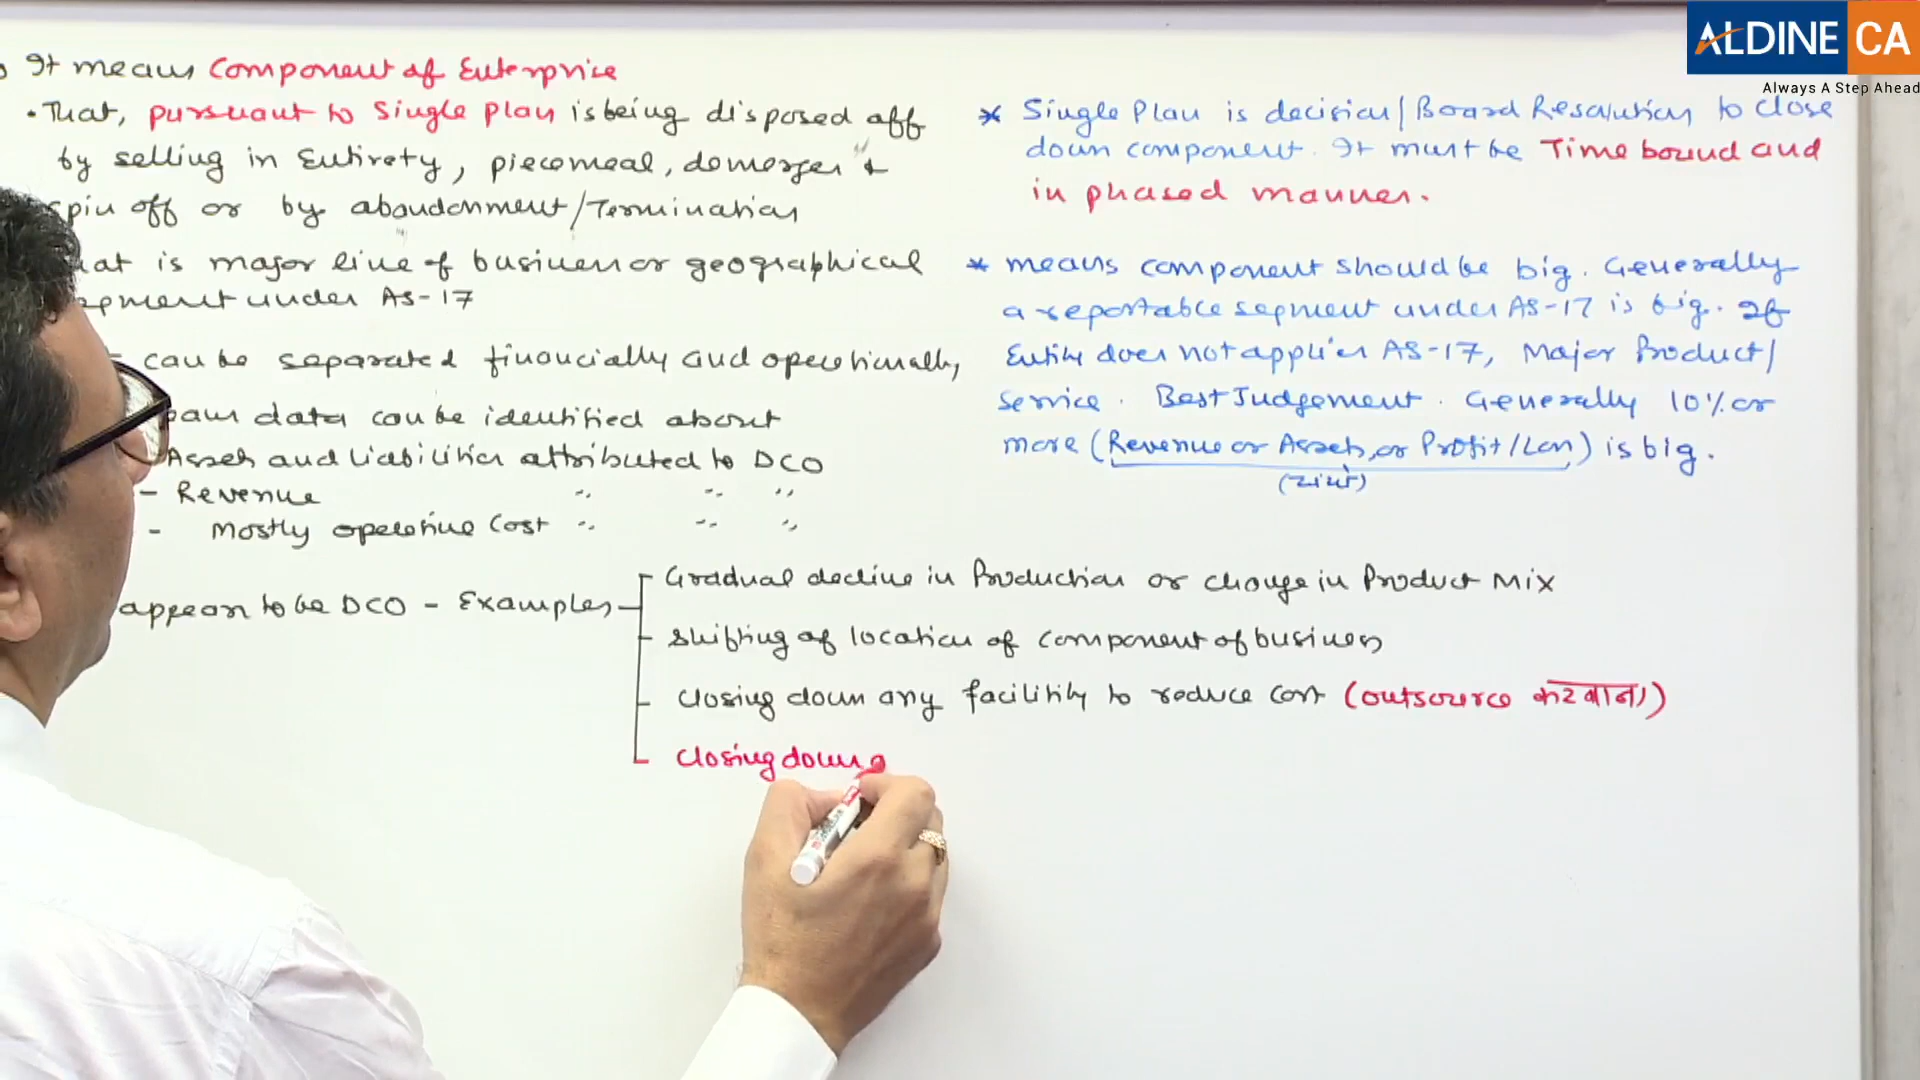 ALDINE CA
Always A Step Ahead
It means Component of Enterprise
• That, pursuant to Single Plan is being disposed off
by selling in Entirety, piecemeal, demerger &
spin off or by abandonment/Termination
at is major line of business or geographical
egment under AS-17
can be separated financially and operationally
data can be identified about
Assets and liabilities attributed to DCO
- Revenue " " "
- Mostly operative Cost " " "
appear to be DCO - Examples
Gradual decline in Production or change in Product Mix
Shifting of location of component of business
Closing down any facility to reduce cost (outsource करवाना)
Closing down
* Single Plan is decision/Board Resolution to close
down component. It must be Time bound and
in phased manner.
* means component should be big. Generally
a reportable segment under AS-17 is big. If
Entity does not applies AS-17, Major Product/
Service. Best Judgement. Generally 10% or
more (Revenue or Assets, or Profit/Loss) is big.